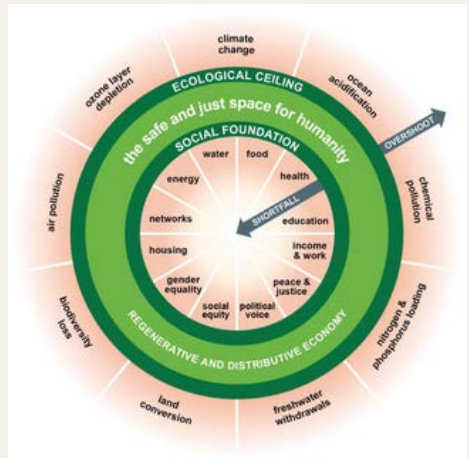 climate
change
ocean
acidification
chemical
pollution
nitrogen &
phosphorus loading
freshwater
withdrawals
land
conversion
biodiversity
loss
air pollution
ozone layer
depletion
ECOLOGICAL CEILING
the safe and just space for humanity
SOCIAL FOUNDATION
OVERSHOOT
SHORTFALL
water
food
health
education
income
& work
peace &
justice
political
voice
social
equity
gender
equality
housing
networks
energy
REGENERATIVE AND DISTRIBUTIVE ECONOMY